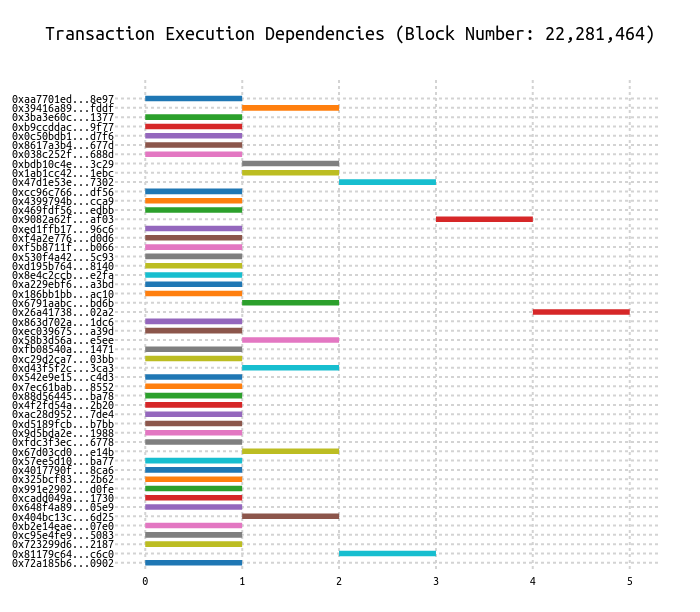 Transaction Execution Dependencies (Block Number: 22,281,464)
0xaa7701ed...8e97
0x39416a89...fddf
0x3ba3e60c...1377
0xb9ccddac...9f77
0x0c50bdb1...d7f6
0x8617a3b4...677d
0x038c252f...688d
0xbdb10c4e...3c29
0x1ab1cc42...1ebc
0x47d1e53e...7302
0xcc96c766...df56
0x4399794b...cca9
0x469fdf56...edbb
0x9082a62f...af03
0xed1ffb17...96c6
0xf4a2e776...d0d6
0xf5b8711f...b066
0x530f4a42...5c93
0xd195b764...8140
0x8e4c2ccb...e2fa
0xa229ebf6...a3bd
0x186bb1bb...ac10
0x6791aabc...bd6b
0x26a41738...02a2
0x863d702a...1dc6
0xec039675...a39d
0x58b3d56a...e5ee
0xfb08540a...1471
0xc29d2ca7...03bb
0xd43f5f2c...3ca3
0x542e9e15...c4d3
0x7ec61bab...8552
0x88d56445...ba78
0x4f2fd54a...2b20
0xac28d952...7de4
0xd5189fcb...b7bb
0x9d5bda2e...1988
0xfdc3f3ec...6778
0x67d03cd0...e14b
0x57ee5d10...ba77
0x4017790f...8ca6
0x325bcf83...2b62
0x991e2902...d0fe
0xcadd049a...1730
0x648f4a89...05e9
0x404bc13c...6d25
0xb2e14eae...07e0
0xc95e4fe9...5083
0x723299d6...2187
0x81179c64...c6c0
0x72a185b6...0902
0 1 2 3 4 5